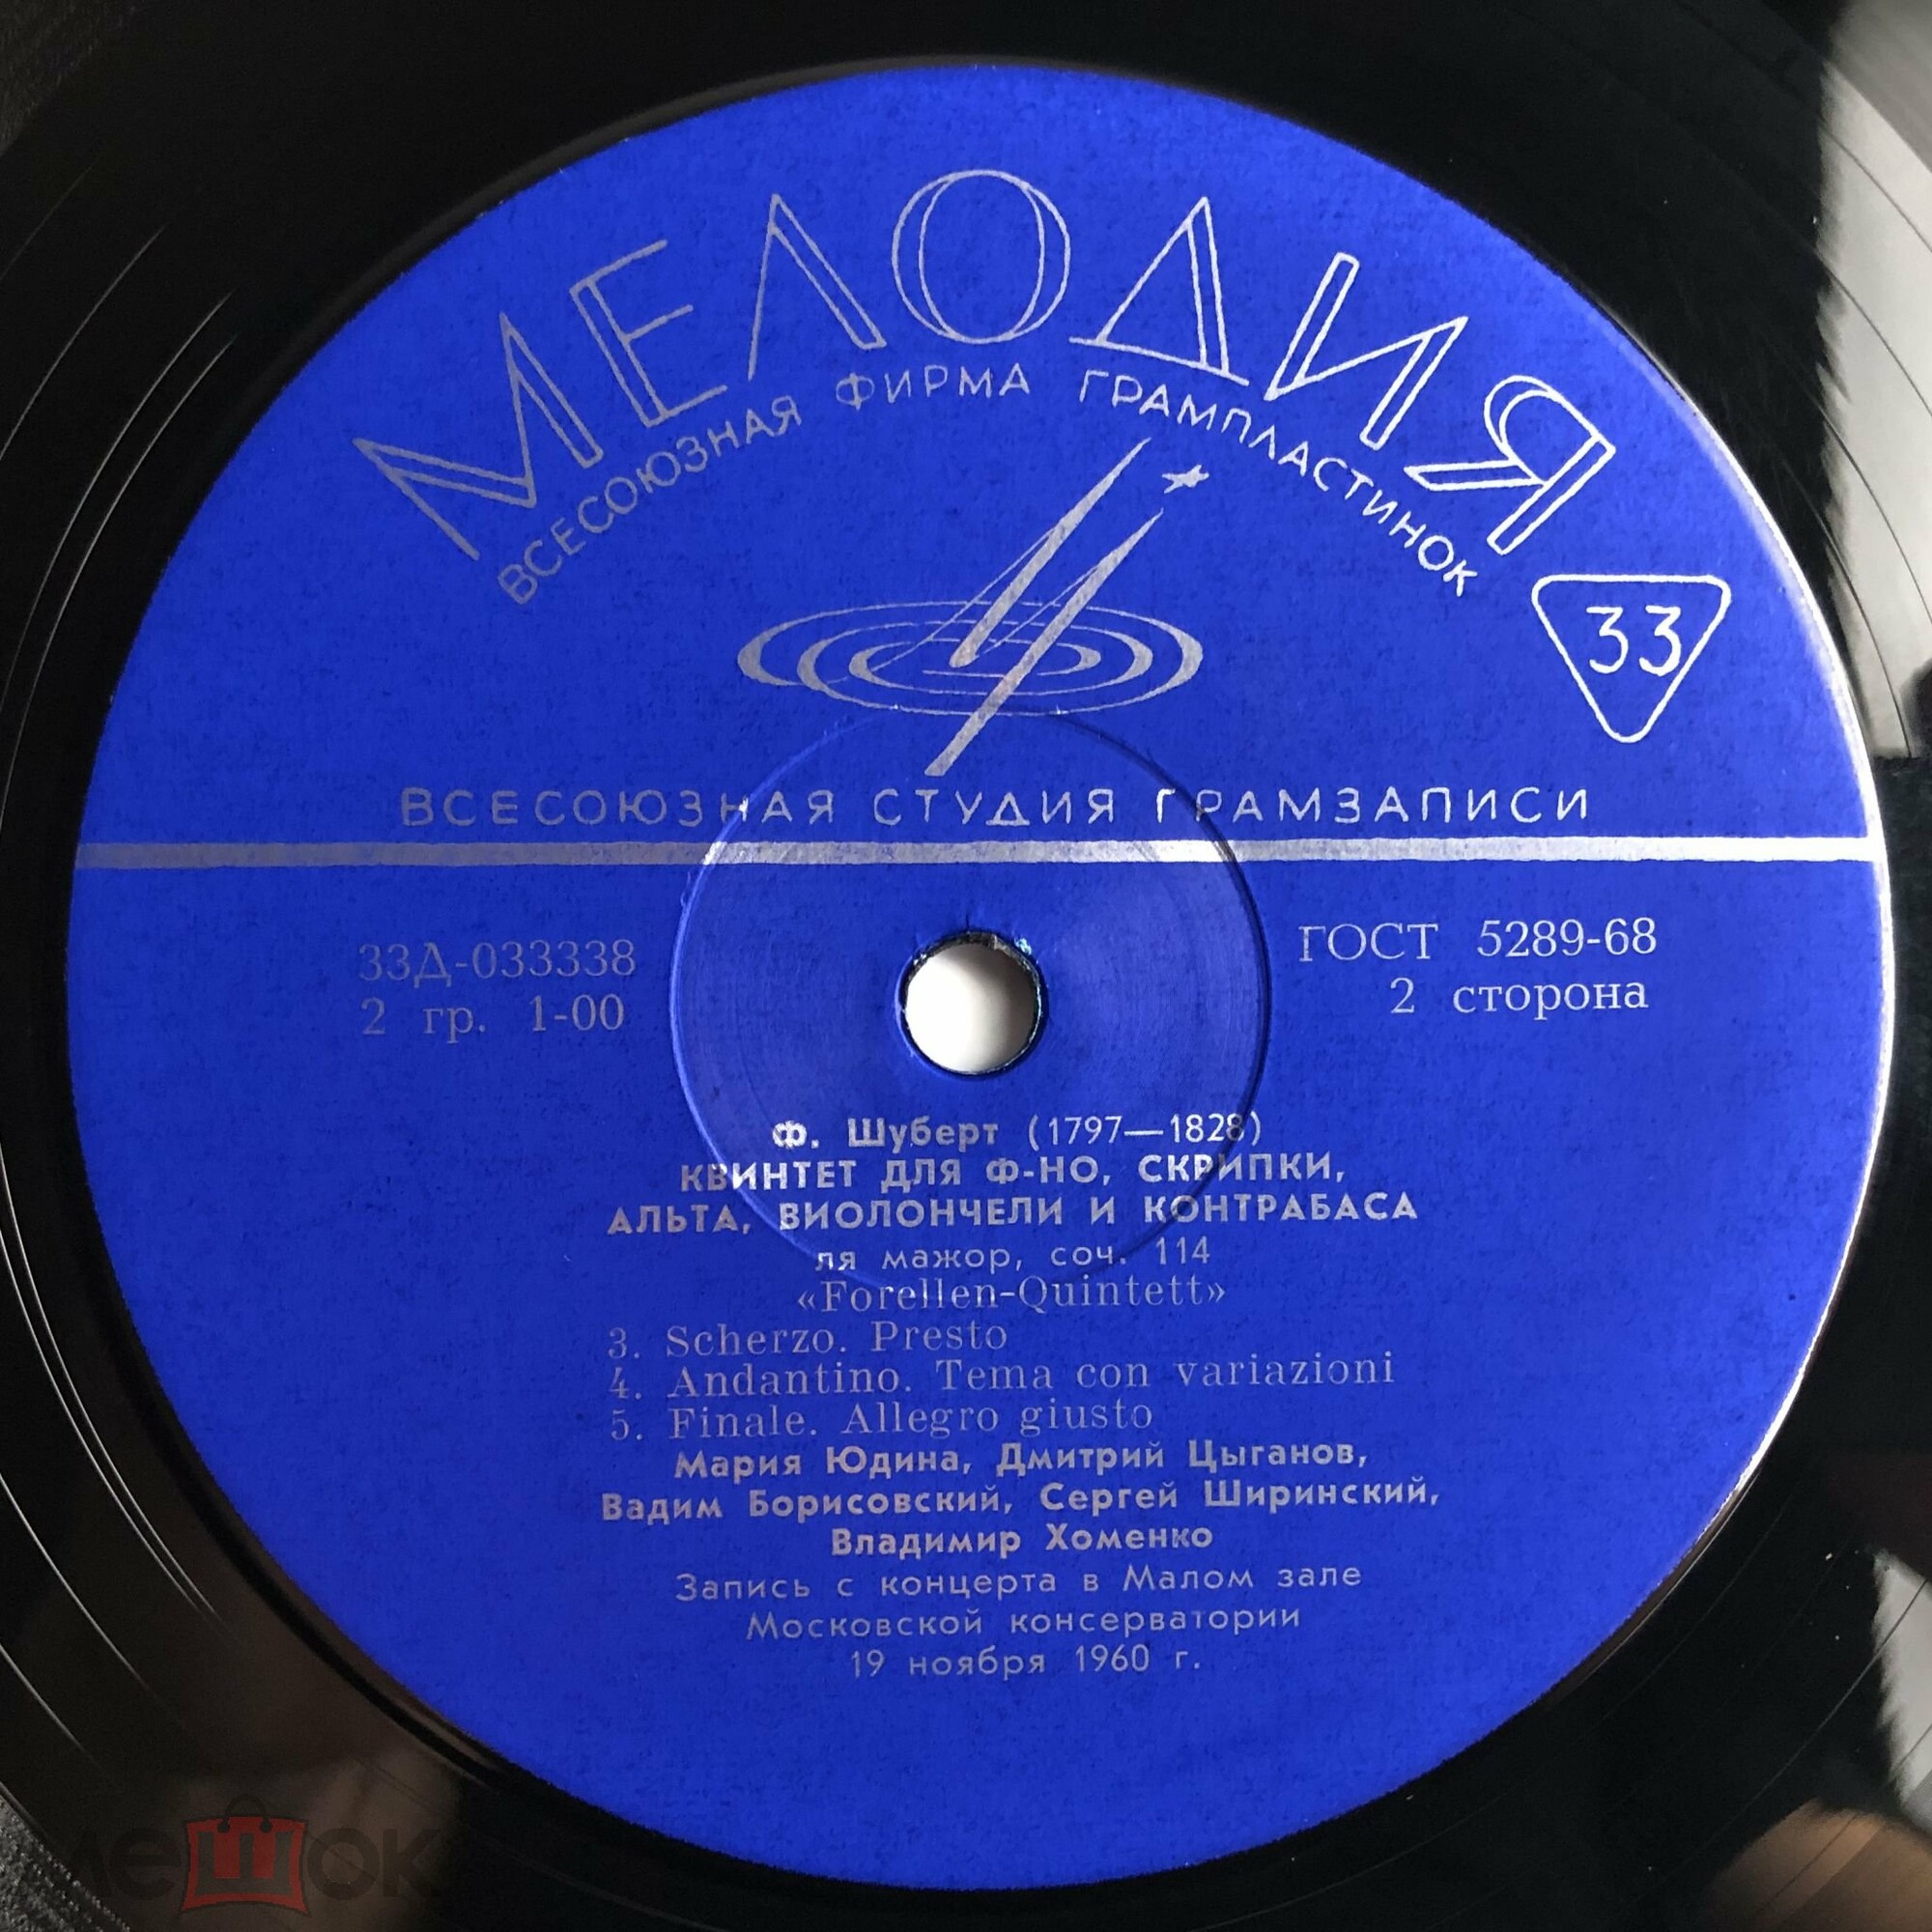 МЕЛОДИЯ
ВСЕСОЮЗНАЯ ФИРМА ГРАМПЛАСТИНОК
33
ВСЕСОЮЗНАЯ СТУДИЯ ГРАМЗАПИСИ
33Д-033338
2 гр. 1-00
ГОСТ 5289-68
2 сторона
Ф. Шуберт (1797—1828)
КВИНТЕТ ДЛЯ Ф-НО, СКРИПКИ,
АЛЬТА, ВИОЛОНЧЕЛИ И КОНТРАБАСА
ля мажор, соч. 114
«Forellen-Quintett»
3. Scherzo. Presto
4. Andantino. Tema con variazioni
5. Finale. Allegro giusto
Мария Юдина, Дмитрий Цыганов,
Вадим Борисовский, Сергей Ширинский,
Владимир Хоменко
Запись с концерта в Малом зале
Московской консерватории
19 ноября 1960 г.
мешок